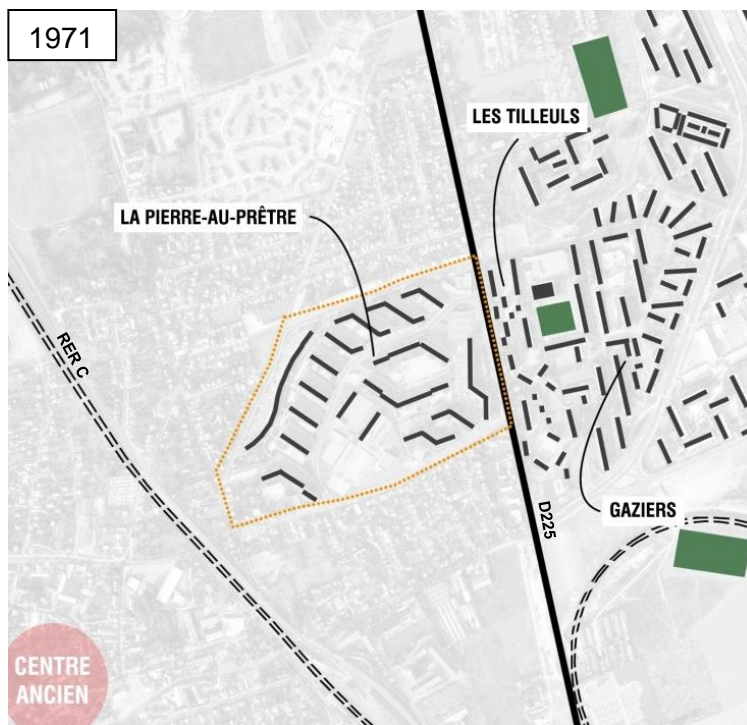 1971
LES TILLEULS
LA PIERRE-AU-PRÊTRE
RER C
D225
GAZIERS
CENTRE
ANCIEN